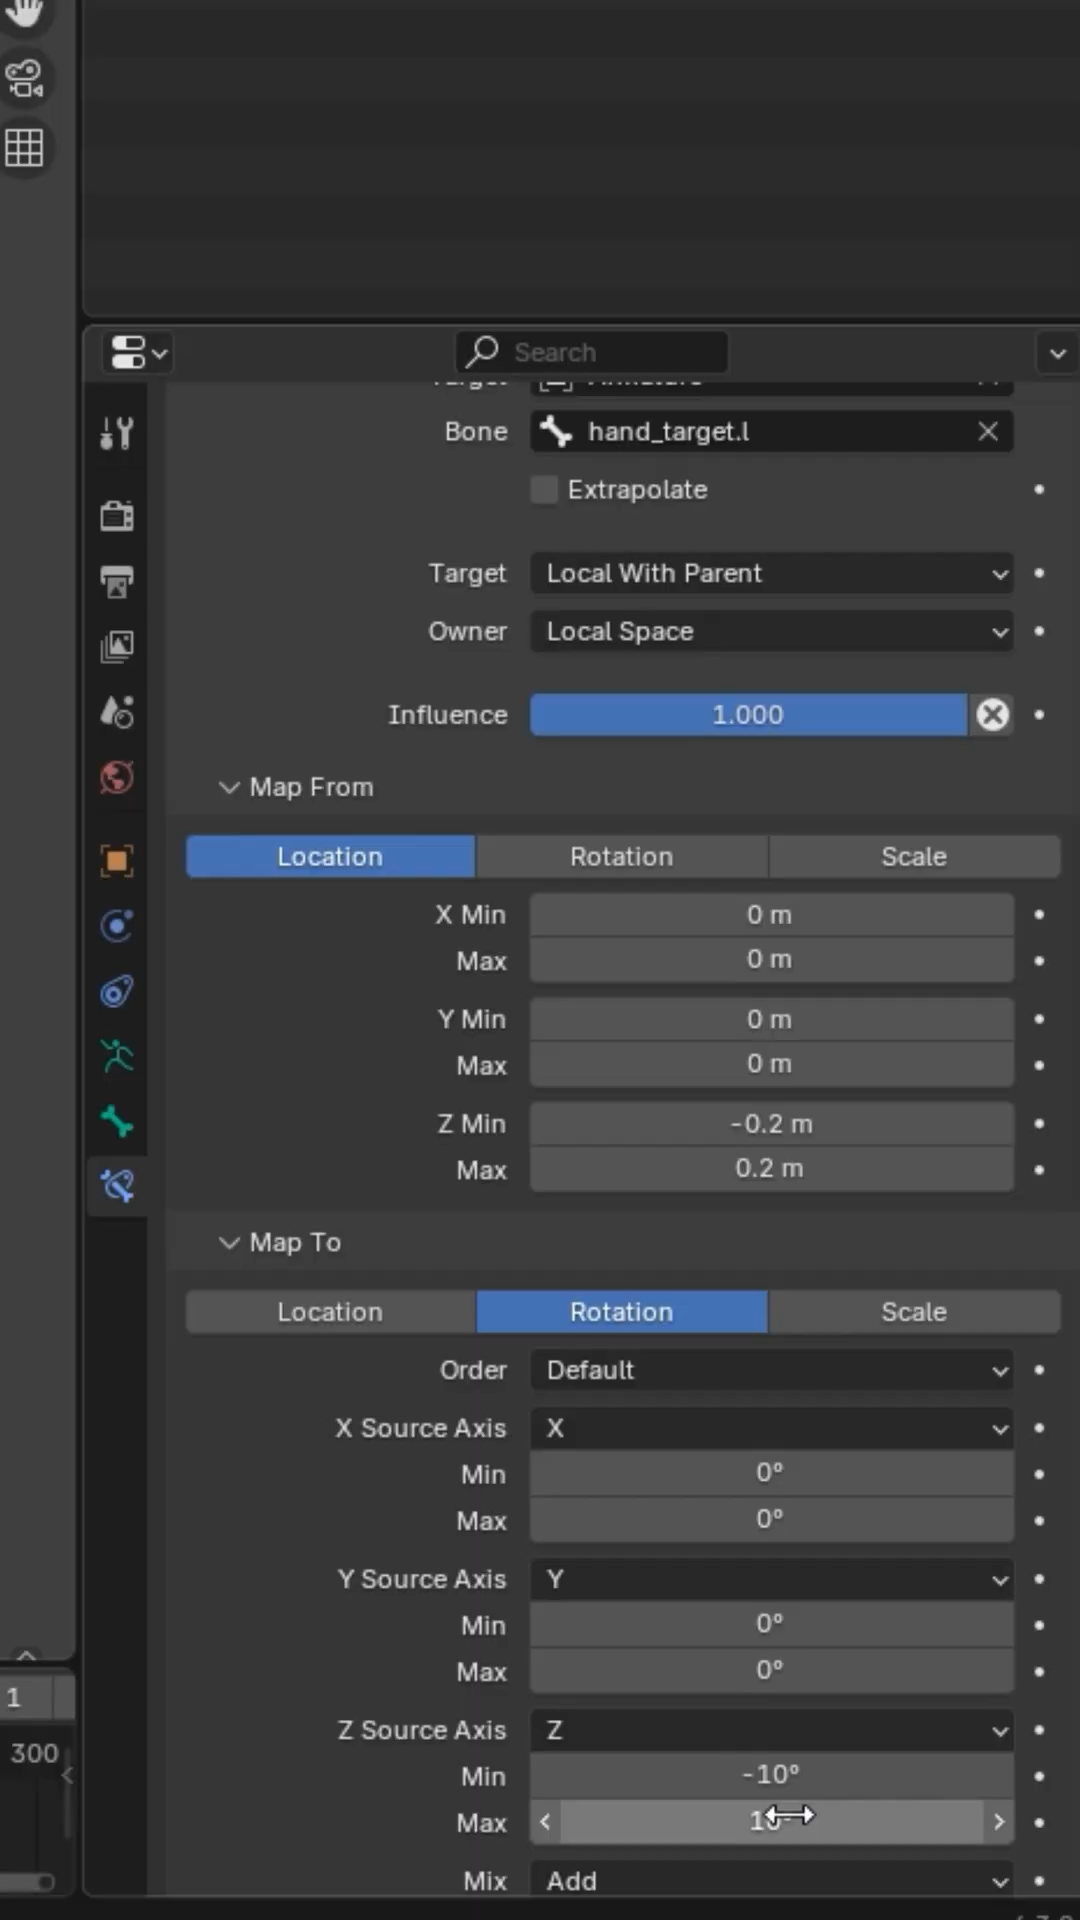 Search
Target Armature
Bone hand_target.l
Extrapolate
Target Local With Parent
Owner Local Space
Influence 1.000
Map From
Location Rotation Scale
X Min 0 m
Max 0 m
Y Min 0 m
Max 0 m
Z Min -0.2 m
Max 0.2 m
Map To
Location Rotation Scale
Order Default
X Source Axis X
Min 0°
Max 0°
Y Source Axis Y
Min 0°
Max 0°
1
Z Source Axis Z
300
Min -10°
Max
Mix Add